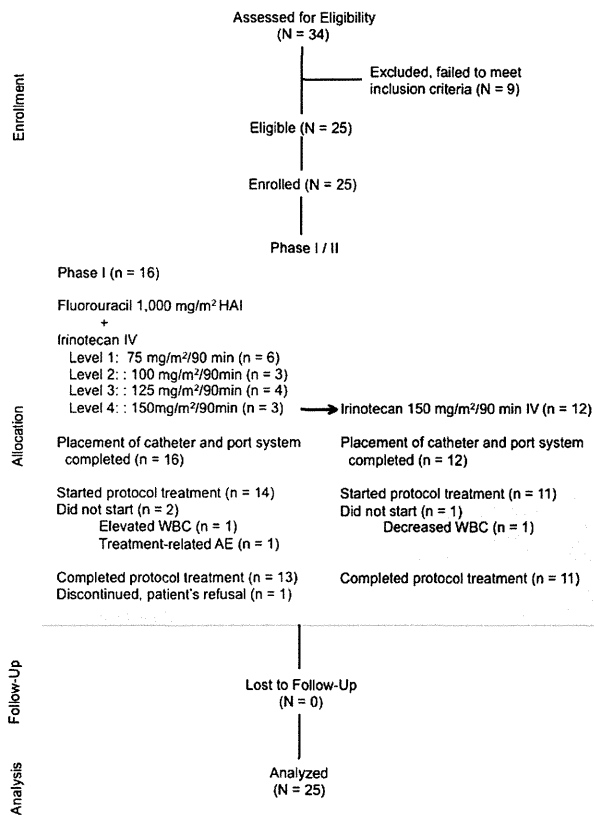 Assessed for Eligibility
(N = 34)
Excluded, failed to meet
inclusion criteria (N = 9)
Enrollment
Eligible (N = 25)
Enrolled (N = 25)
Phase I / II
Phase I (n = 16)
Fluorouracil 1,000 mg/m² HAI
+
Irinotecan IV
Level 1: 75 mg/m²/90 min (n = 6)
Level 2: : 100 mg/m²/90min (n = 3)
Level 3: : 125 mg/m²/90min (n = 4)
Level 4: : 150mg/m²/90min (n = 3)
Irinotecan 150 mg/m²/90 min IV (n = 12)
Allocation
Placement of catheter and port system
completed (n = 16)
Placement of catheter and port system
completed (n = 12)
Started protocol treatment (n = 14)
Did not start (n = 2)
Elevated WBC (n = 1)
Treatment-related AE (n = 1)
Started protocol treatment (n = 11)
Did not start (n = 1)
Decreased WBC (n = 1)
Completed protocol treatment (n = 13)
Discontinued, patient's refusal (n = 1)
Completed protocol treatment (n = 11)
Follow-Up
Lost to Follow-Up
(N = 0)
Analysis
Analyzed
(N = 25)